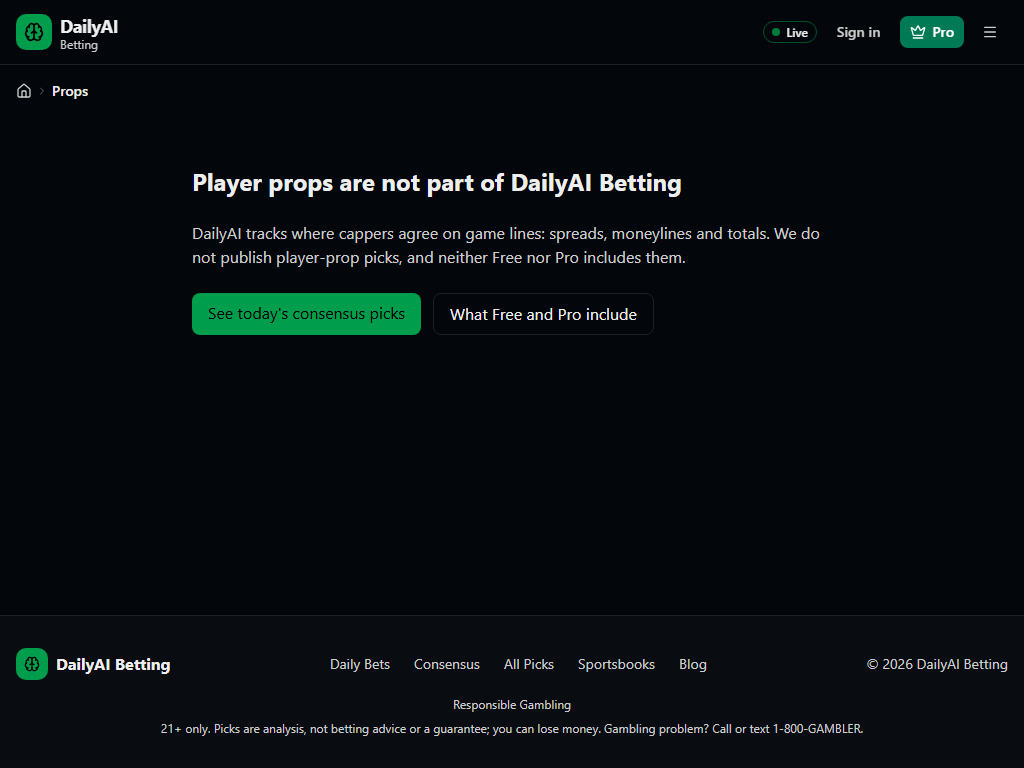 DailyAI
Betting
Live
Sign in
Pro
Props
Player props are not part of DailyAI Betting
DailyAI tracks where cappers agree on game lines: spreads, moneylines and totals. We do
not publish player-prop picks, and neither Free nor Pro includes them.
See today's consensus picks
What Free and Pro include
DailyAI Betting
Daily Bets
Consensus
All Picks
Sportsbooks
Blog
© 2026 DailyAI Betting
Responsible Gambling
21+ only. Picks are analysis, not betting advice or a guarantee; you can lose money. Gambling problem? Call or text 1-800-GAMBLER.